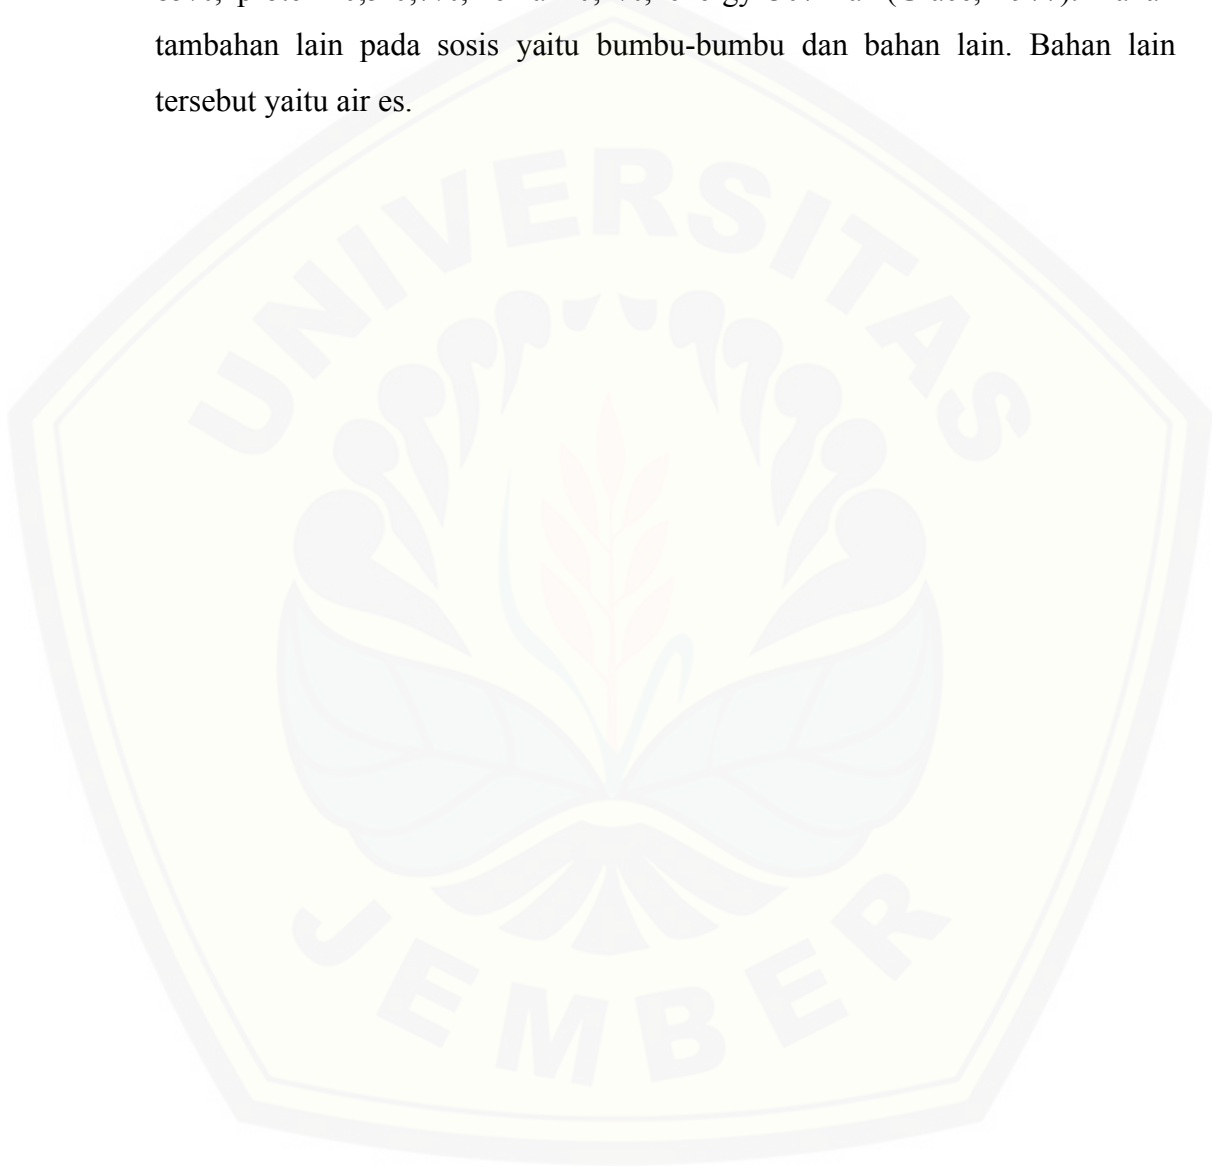 tambahan lain pada sosis yaitu bumbu-bumbu dan bahan lain. Bahan lain
tersebut yaitu air es.
UNIVERSITAS
JEMBER